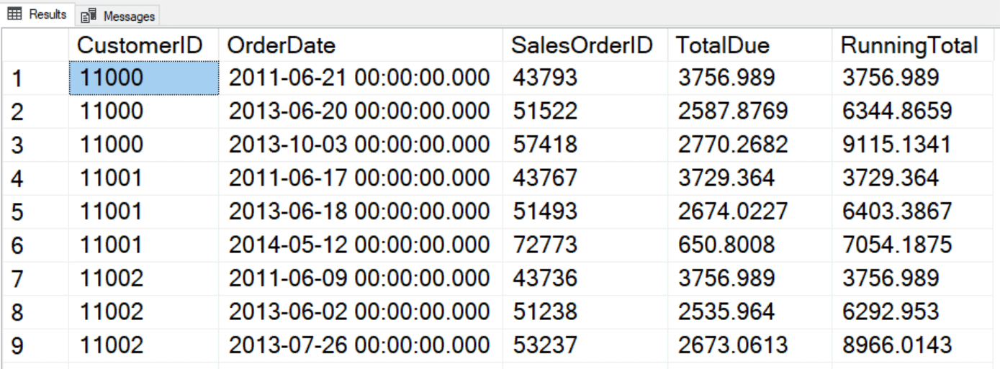 Results Messages
CustomerID OrderDate SalesOrderID TotalDue RunningTotal
1 11000 2011-06-21 00:00:00.000 43793 3756.989 3756.989
2 11000 2013-06-20 00:00:00.000 51522 2587.8769 6344.8659
3 11000 2013-10-03 00:00:00.000 57418 2770.2682 9115.1341
4 11001 2011-06-17 00:00:00.000 43767 3729.364 3729.364
5 11001 2013-06-18 00:00:00.000 51493 2674.0227 6403.3867
6 11001 2014-05-12 00:00:00.000 72773 650.8008 7054.1875
7 11002 2011-06-09 00:00:00.000 43736 3756.989 3756.989
8 11002 2013-06-02 00:00:00.000 51238 2535.964 6292.953
9 11002 2013-07-26 00:00:00.000 53237 2673.0613 8966.0143